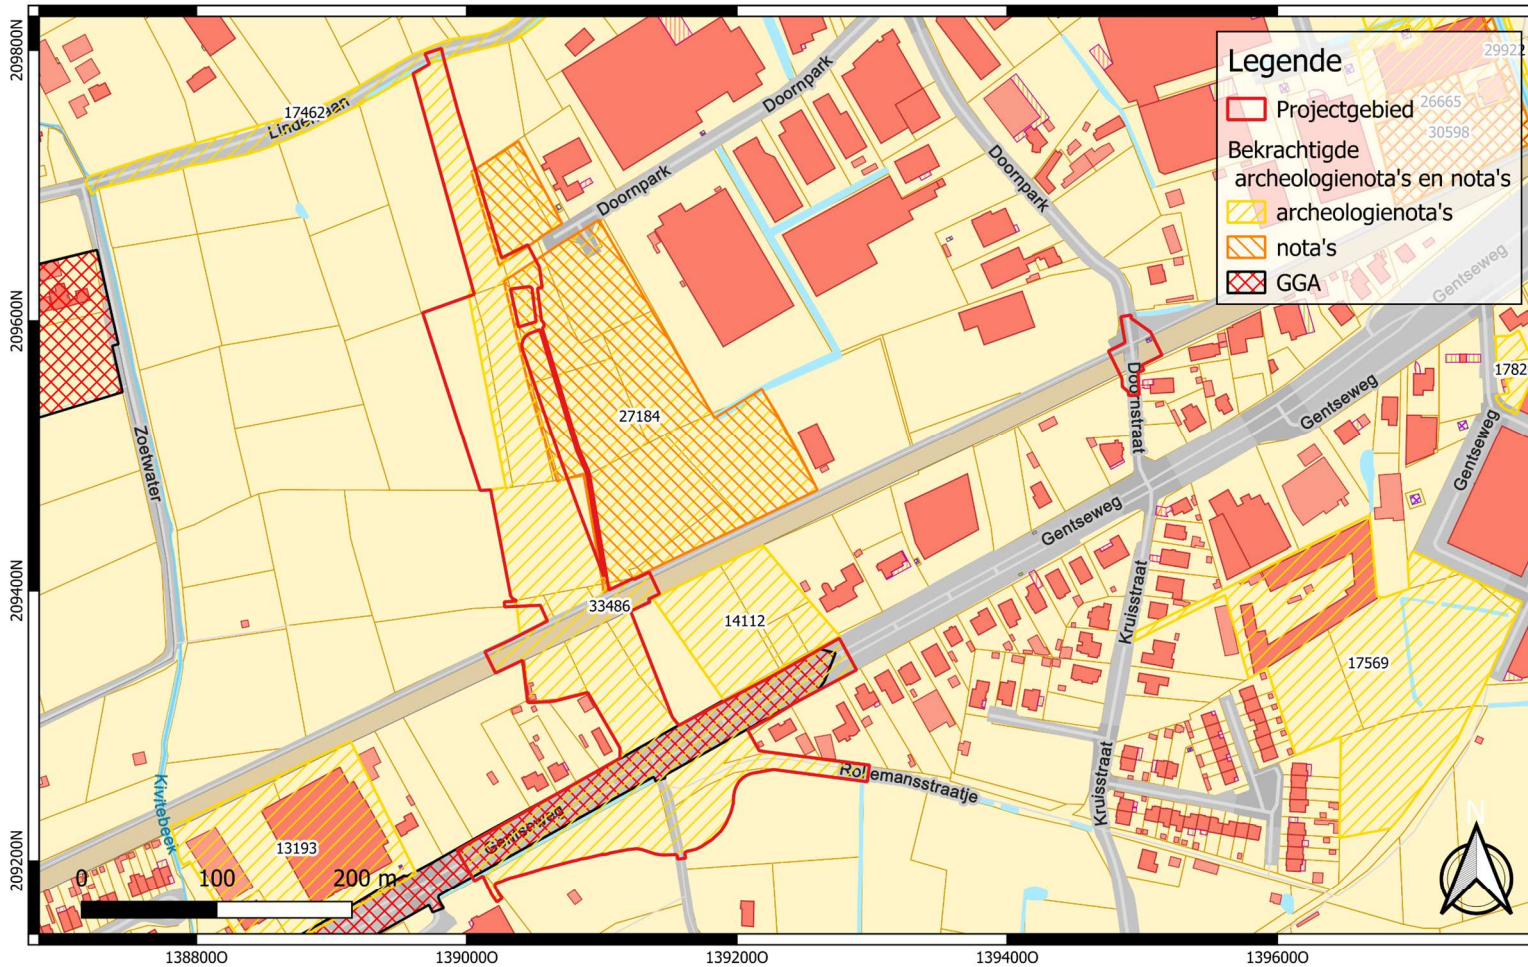 Legende
Projectgebied
Bekrachtigde
archeologienota's en nota's
archeologienota's
nota's
GGA
209800N
209600N
209400N
209200N
138800O
139000O
139200O
139400O
139600O
17462
Lindenlaan
Doornpark
Doornpark
Doornpark
29922
26665
30598
Gentseweg
1782
Gentseweg
Gentseweg
Doornstraat
Zoetwater
27184
Gentseweg
33486
14112
Kruisstraat
17569
Rollemansstraatje
Kruisstraat
Kivitebeek
Gentseweg
13193
0
100
200 m
N